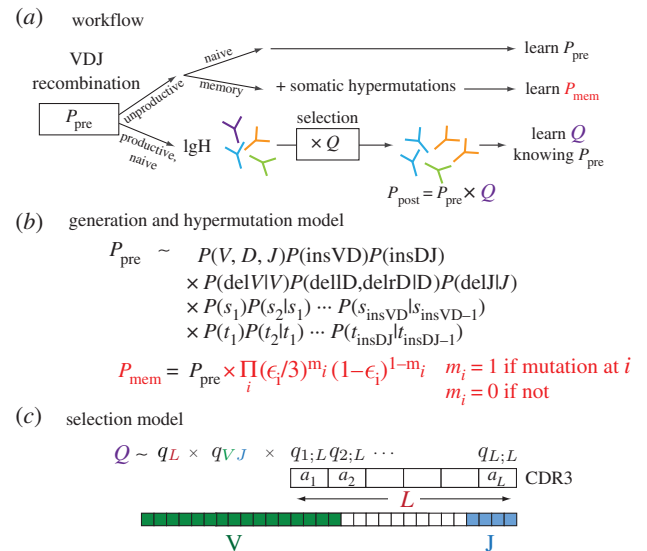 (a) workflow
VDJ recombination
P_pre
unproductive
productive, naive
naive
memory
learn P_pre
+ somatic hypermutations
learn P_mem
IgH
selection
× Q
P_post = P_pre × Q
learn Q
knowing P_pre
(b) generation and hypermutation model
P_pre ~ P(V, D, J)P(insVD)P(insDJ)
× P(delV|V)P(dellD,delrD|D)P(delJ|J)
× P(s_1)P(s_2|s_1) ⋯ P(s_insVD|s_insVD−1)
× P(t_1)P(t_2|t_1) ⋯ P(t_insDJ|t_insDJ−1)
P_mem = P_pre × Π_i (ϵ_i/3)^m_i (1−ϵ_i)^1−m_i m_i = 1 if mutation at i
m_i = 0 if not
(c) selection model
Q ~ q_L × q_VJ × q_1;L q_2;L ⋯ q_L;L
a_1 a_2 a_L CDR3
L
V J